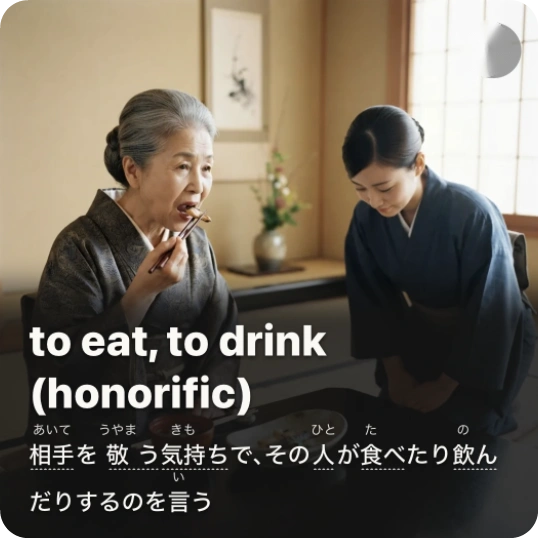 to eat, to drink
(honorific)
あいて うやま きも ひと た の
相手を敬う気持ちで、その人が食べたり飲ん
い
だりするのを言う